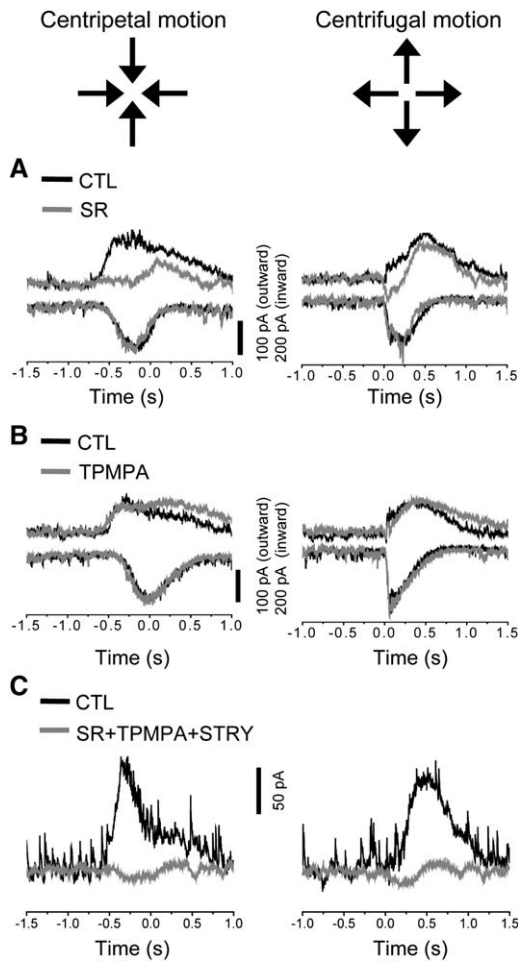 Centripetal motion
Centrifugal motion
A
CTL
SR
100 pA (outward)
200 pA (inward)
-1.5 -1.0 -0.5 0.0 0.5 1.0
Time (s)
-1.0 -0.5 0.0 0.5 1.0 1.5
Time (s)
B
CTL
TPMPA
100 pA (outward)
200 pA (inward)
-1.5 -1.0 -0.5 0.0 0.5 1.0
Time (s)
-1.0 -0.5 0.0 0.5 1.0 1.5
Time (s)
C
CTL
SR+TPMPA+STRY
50 pA
-1.5 -1.0 -0.5 0.0 0.5 1.0
Time (s)
-1.0 -0.5 0.0 0.5 1.0 1.5
Time (s)